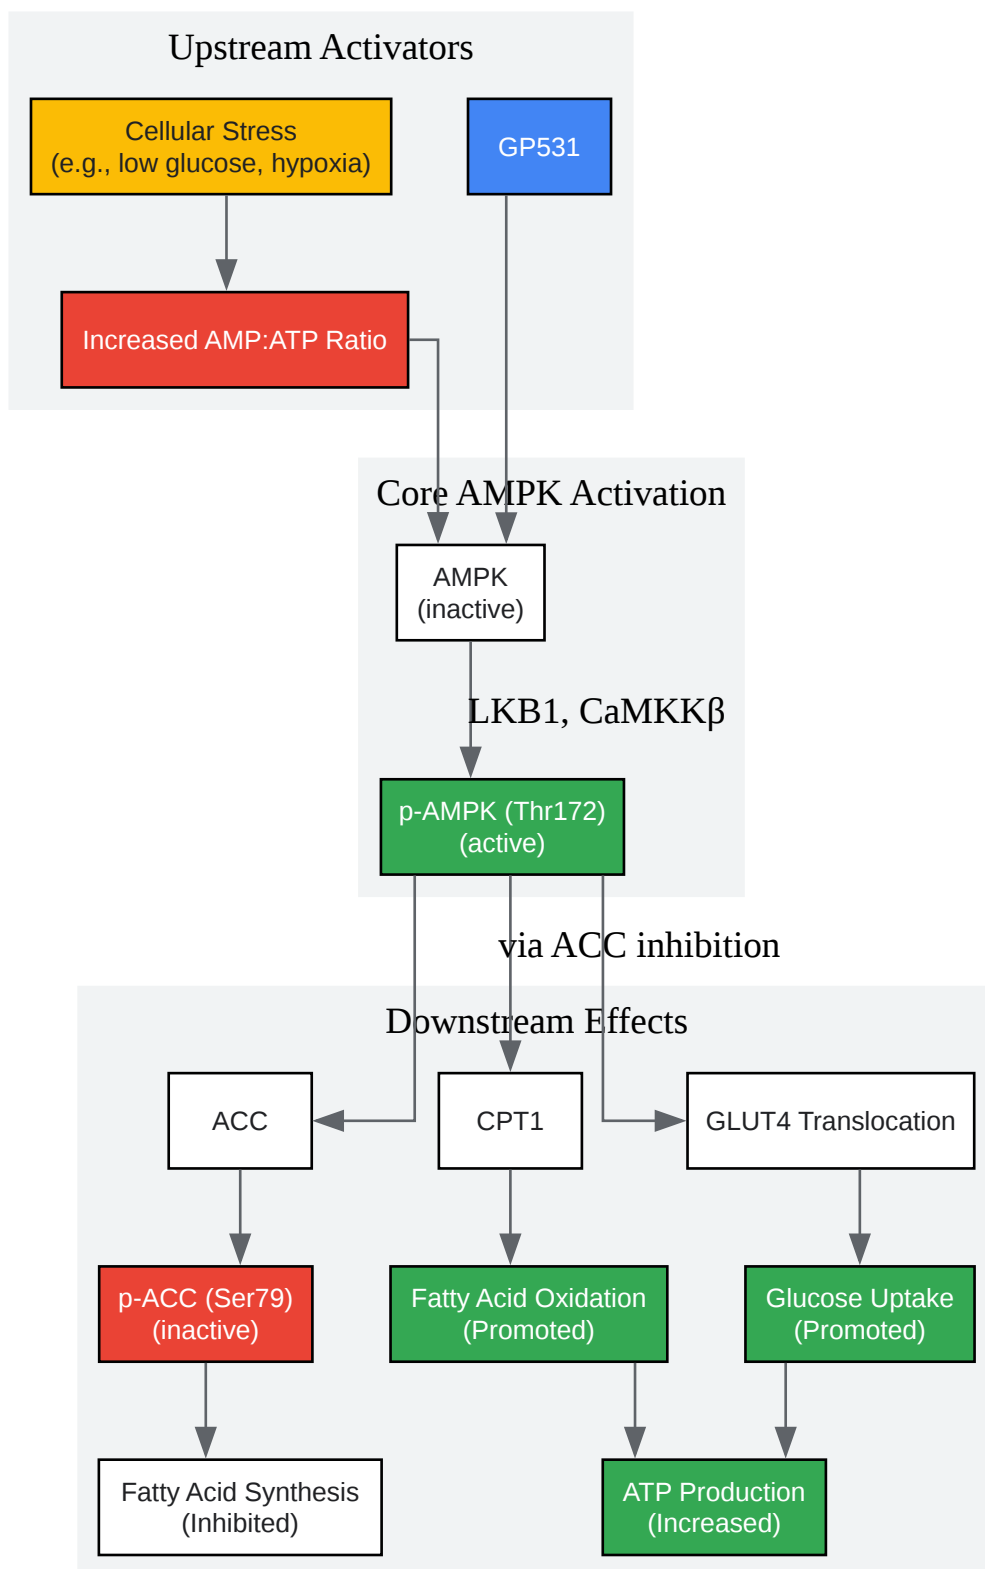 Upstream Activators
Cellular Stress
(e.g., low glucose, hypoxia)
GP531
Increased AMP:ATP Ratio
Core AMPK Activation
AMPK
(inactive)
LKB1, CaMKKβ
p-AMPK (Thr172)
(active)
via ACC inhibition
Downstream Effects
ACC
CPT1
GLUT4 Translocation
p-ACC (Ser79)
(inactive)
Fatty Acid Oxidation
(Promoted)
Glucose Uptake
(Promoted)
Fatty Acid Synthesis
(Inhibited)
ATP Production
(Increased)